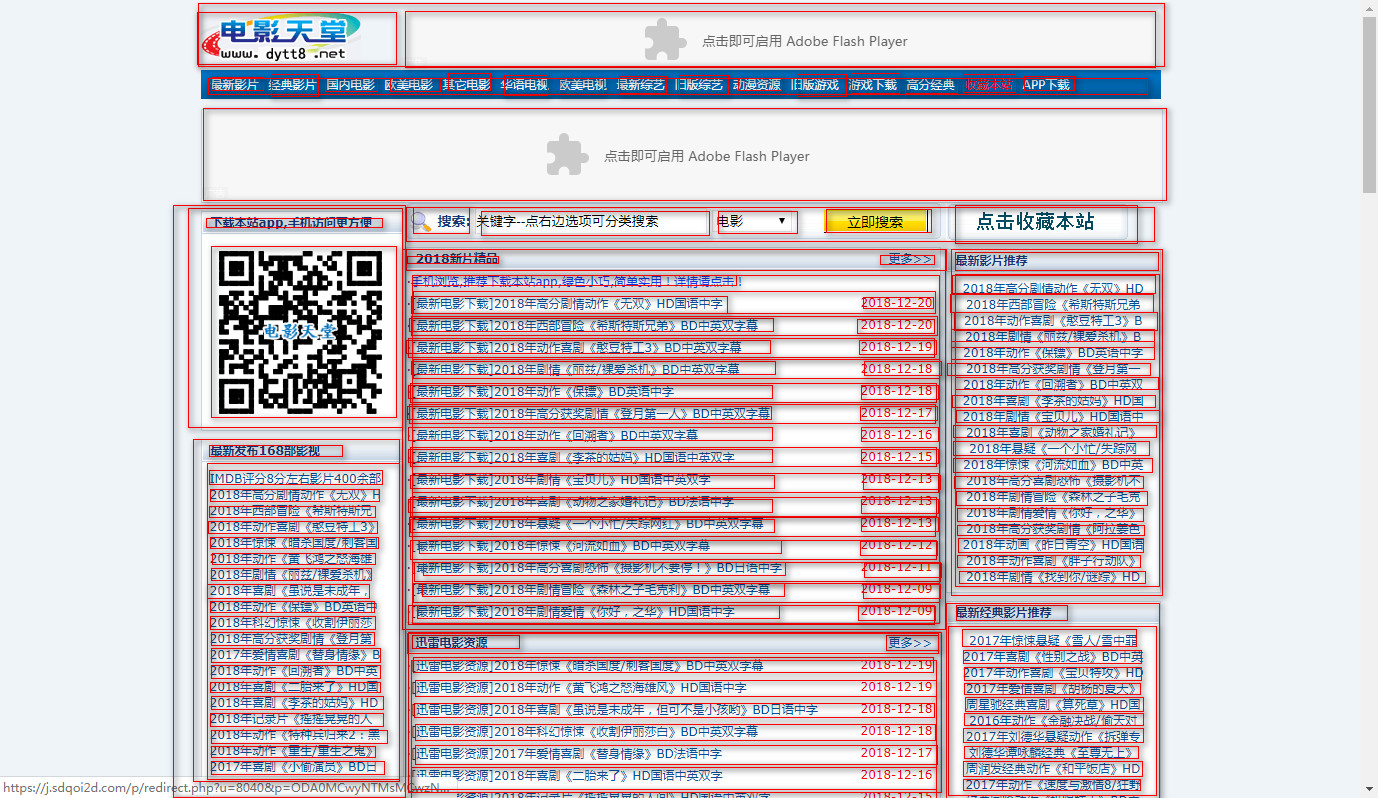 电影天堂
www.dytt8.net
点击即可启用 Adobe Flash Player
最新影片 经典影片 国内电影 欧美电影 其它电影 华语电视 欧美电视 最新综艺 旧版综艺 动漫资源 旧版游戏 游戏下载 高分经典 收藏本站 APP下载
点击即可启用 Adobe Flash Player
下载本站app,手机访问更方便
电影天堂
最新发布168部影视
IMDB评分8分左右影片400余部
2018年高分剧情动作《无双》H
2018年西部冒险《希斯特斯兄
2018年动作喜剧《憨豆特工3》
2018年惊悚《暗杀国度/刺客国
2018年动作《黄飞鸿之怒海雄
2018年剧情《丽兹/裸爱杀机》
2018年喜剧《虽说是未成年，
2018年动作《保镖》BD英语中
2018年科幻惊悚《收割伊丽莎
2018年高分获奖剧情《登月第
2017年爱情喜剧《替身情缘》B
2018年动作《回溯者》BD中英
2018年喜剧《二胎来了》HD国
2018年喜剧《李茶的姑妈》HD
2018年记录片《摇摇晃晃的人
2018年动作《特种兵归来2：黑
2018年动作《重生/重生之鬼》
2017年喜剧《小偷演员》BD日
搜索:
关键字--点右边选项可分类搜索
电影
立即搜索
点击收藏本站
2018新片精品
更多>>
·手机浏览,推荐下载本站app,绿色小巧,简单实用！详情请点击!
·[最新电影下载]2018年高分剧情动作《无双》HD国语中字 2018-12-20
·[最新电影下载]2018年西部冒险《希斯特斯兄弟》BD中英双字幕 2018-12-20
·[最新电影下载]2018年动作喜剧《憨豆特工3》BD中英双字幕 2018-12-19
·[最新电影下载]2018年剧情《丽兹/裸爱杀机》BD中英双字幕 2018-12-18
·[最新电影下载]2018年动作《保镖》BD英语中字 2018-12-18
·[最新电影下载]2018年高分获奖剧情《登月第一人》BD中英双字幕 2018-12-17
·[最新电影下载]2018年动作《回溯者》BD中英双字幕 2018-12-16
·[最新电影下载]2018年喜剧《李茶的姑妈》HD国语中字 2018-12-15
·[最新电影下载]2018年剧情《宝贝儿》HD国语中英双字 2018-12-13
·[最新电影下载]2018年喜剧《动物之家婚礼记》BD法语中字 2018-12-13
·[最新电影下载]2018年悬疑《一个小忙/失踪网红》BD中英双字幕 2018-12-13
·[最新电影下载]2018年惊悚《河流如血》BD中英双字幕 2018-12-12
·[最新电影下载]2018年高分喜剧恐怖《摄影机不要停！》BD日语中字 2018-12-11
·[最新电影下载]2018年剧情冒险《森林之子毛克利》BD中英双字幕 2018-12-09
·[最新电影下载]2018年剧情爱情《你好，之华》HD国语中字 2018-12-09
迅雷电影资源
更多>>
·[迅雷电影资源]2018年惊悚《暗杀国度/刺客国度》BD中英双字幕 2018-12-19
·[迅雷电影资源]2018年动作《黄飞鸿之怒海雄风》HD国语中字 2018-12-19
·[迅雷电影资源]2018年喜剧《虽说是未成年，但可不是小孩哟》BD日语中字 2018-12-18
·[迅雷电影资源]2018年科幻惊悚《收割伊丽莎白》BD中英双字幕 2018-12-18
·[迅雷电影资源]2017年爱情喜剧《替身情缘》BD法语中字 2018-12-17
·[迅雷电影资源]2018年喜剧《二胎来了》HD国语中英双字 2018-12-16
·[迅雷电影资源]2018年记录片《摇摇晃晃的人间》HD国语中字 2018-12-15
最新影片推荐
2018年高分剧情动作《无双》HD
2018年西部冒险《希斯特斯兄弟
2018年动作喜剧《憨豆特工3》B
2018年剧情《丽兹/裸爱杀机》B
2018年动作《保镖》BD英语中字
2018年高分获奖剧情《登月第一
2018年动作《回溯者》BD中英双
2018年喜剧《李茶的姑妈》HD国
2018年剧情《宝贝儿》HD国语中
2018年喜剧《动物之家婚礼记》
2018年悬疑《一个小忙/失踪网
2018年惊悚《河流如血》BD中英
2018年高分喜剧恐怖《摄影机不
2018年剧情冒险《森林之子毛克
2018年剧情爱情《你好，之华》
2018年高分获奖剧情《阿拉姜色
2018年动画《昨日青空》HD国语
2018年动作喜剧《胖子行动队》
2018年剧情《找到你/谜踪》HD
最新经典影片推荐
2017年惊悚悬疑《雪人/雪中罪
2017年喜剧《性别之战》BD中英
2017年动作《宝贝特攻》HD
2017年爱情喜剧《胡杨的夏天》
周星驰经典喜剧《算死草》HD国
2016年动作《金融决战/偷天对
2017年刘德华悬疑动作《拆弹专
刘德华谭咏麟经典《至尊无上》
周润发经典动作《和平饭店》HD
2017年动作《速度与激情8/狂野
https://j.sdqoi2d.com/p/redirect.php?u=8040&p=ODA0MCwyNTMsMCwzN...